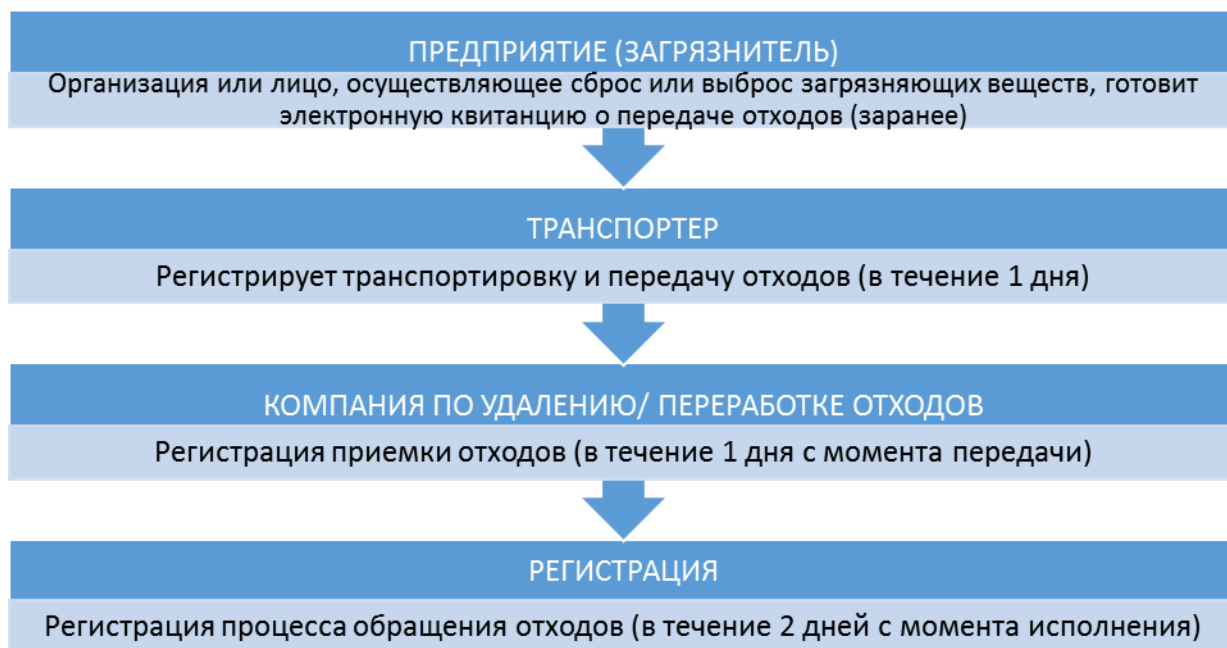 ПРЕДПРИЯТИЕ (ЗАГРЯЗНИТЕЛЬ)
Организация или лицо, осуществляющее сброс или выброс загрязняющих веществ, готовит
электронную квитанцию о передаче отходов (заранее)
ТРАНСПОРТЕР
Регистрирует транспортировку и передачу отходов (в течение 1 дня)
КОМПАНИЯ ПО УДАЛЕНИЮ/ ПЕРЕРАБОТКЕ ОТХОДОВ
Регистрация приемки отходов (в течение 1 дня с момента передачи)
РЕГИСТРАЦИЯ
Регистрация процесса обращения отходов (в течение 2 дней с момента исполнения)